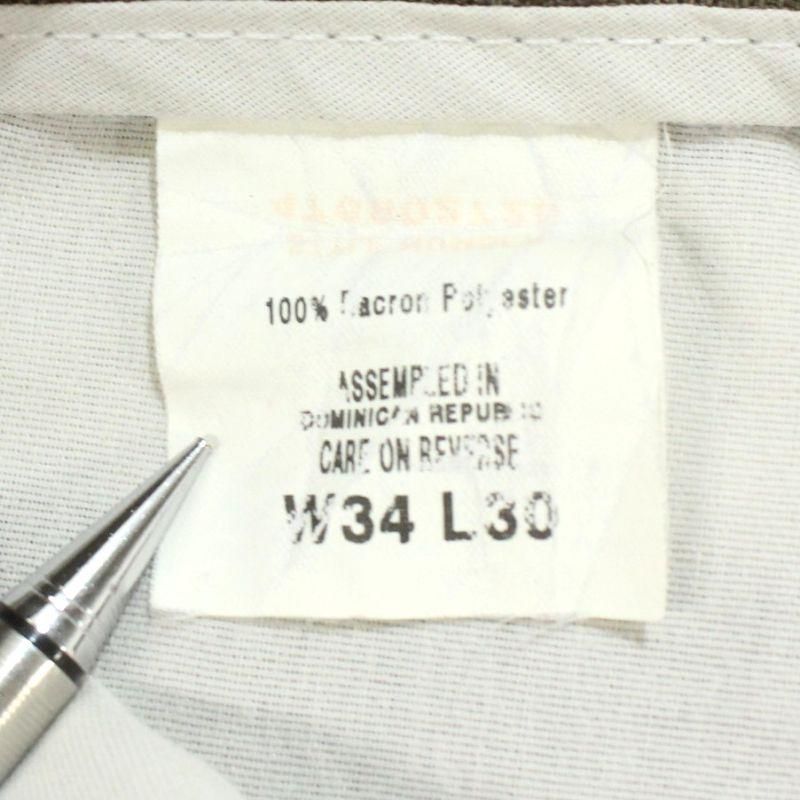 100% Dacron Polyester
ASSEMBLED IN
DOMINICAN REPUBLIC
CARE ON REVERSE
W34 L30